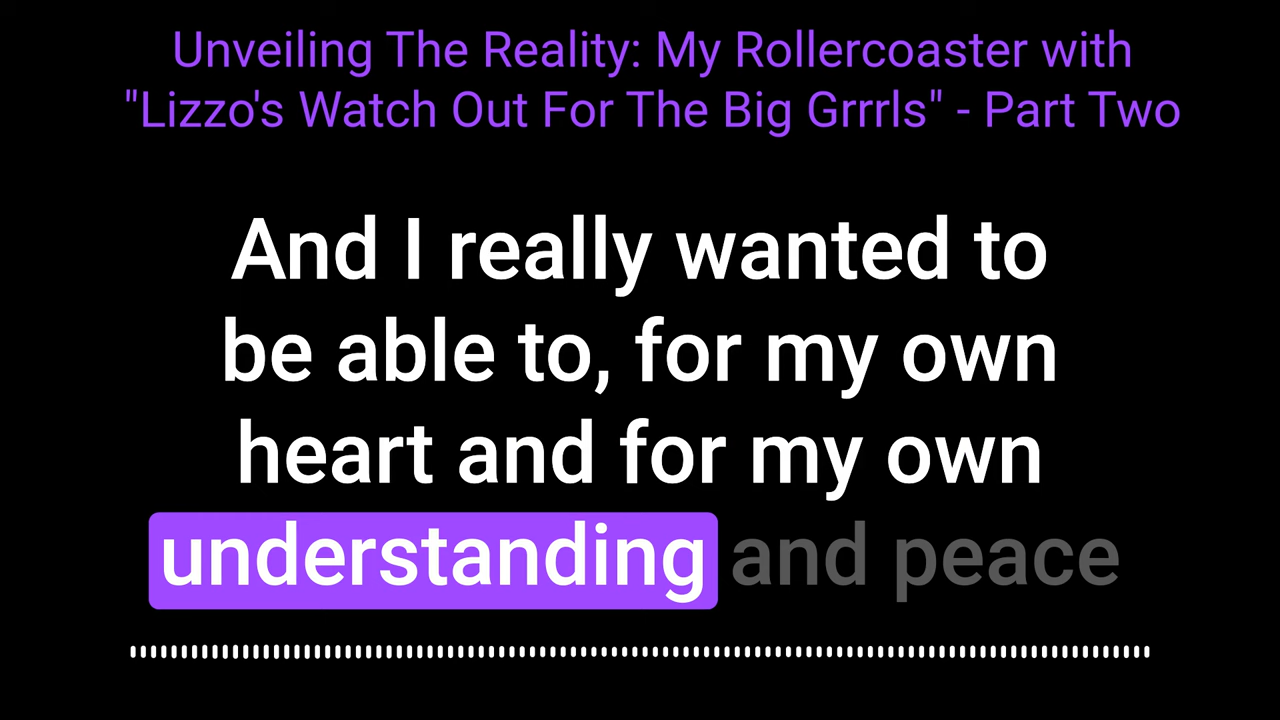 Unveiling The Reality: My Rollercoaster with
"Lizzo's Watch Out For The Big Grrrls" - Part Two
And I really wanted to
be able to, for my own
heart and for my own
understanding and peace